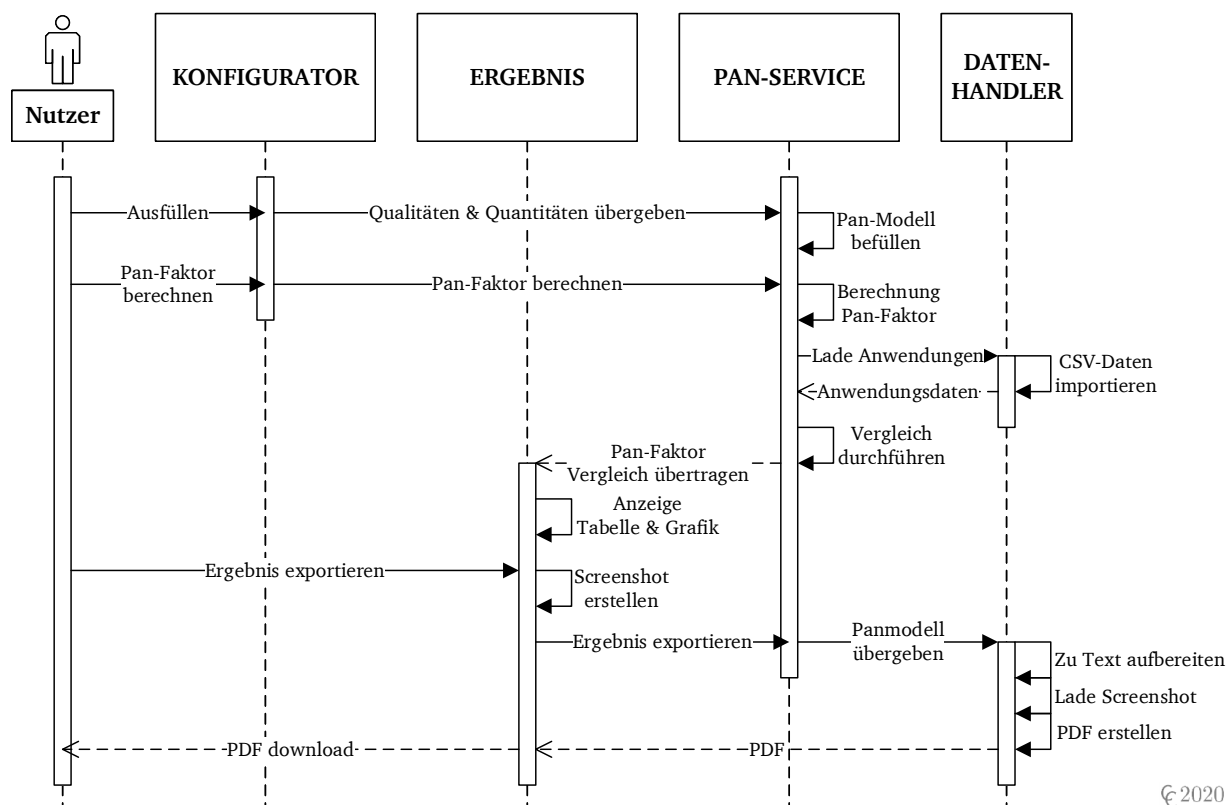 Nutzer
KONFIGURATOR
ERGEBNIS
PAN-SERVICE
DATEN-
HANDLER
Ausfüllen
Qualitäten & Quantitäten übergeben
Pan-Modell
befüllen
Pan-Faktor
berechnen
Pan-Faktor berechnen
Berechnung
Pan-Faktor
Lade Anwendungen
CSV-Daten
importieren
Anwendungsdaten
Vergleich
durchführen
Pan-Faktor
Vergleich übertragen
Anzeige
Tabelle & Grafik
Ergebnis exportieren
Screenshot
erstellen
Ergebnis exportieren
Panmodell
übergeben
Zu Text aufbereiten
Lade Screenshot
PDF erstellen
PDF download
PDF
2020